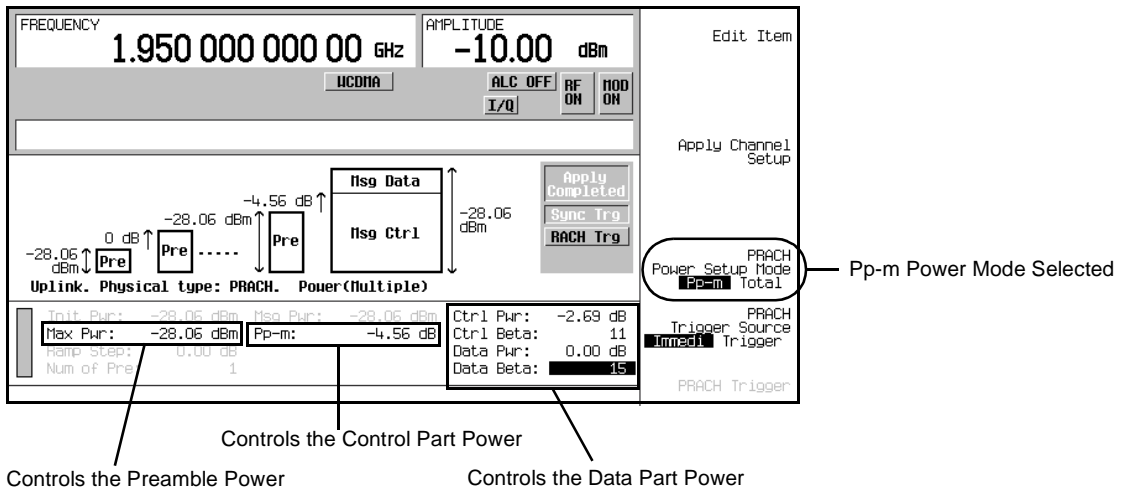 FREQUENCY
1.950 000 000 00 GHz
AMPLITUDE
-10.00 dBm
WCDMA
ALC OFF
I/Q
RF ON
MOD ON
Edit Item
Apply Channel
Setup
Msg Data
Msg Ctrl
-4.56 dB
-28.06 dBm
0 dB
-28.06
dBm
Pre
Pre
-----
Pre
-28.06
dBm
Apply
Completed
Sync Trg
RACH Trg
Uplink. Physical type: PRACH. Power(Multiple)
PRACH
Power Setup Mode
Pp-m Total
Pp-m Power Mode Selected
Init Pwr: -28.06 dBm
Max Pwr: -28.06 dBm
Ramp Step: 0.00 dB
Num of Pre 1
Msg Pwr: -28.06 dBm
Pp-m: -4.56 dB
Ctrl Pwr: -2.69 dB
Ctrl Beta: 11
Data Pwr: 0.00 dB
Data Beta: 15
PRACH
Trigger Source
Immedi Trigger
PRACH Trigger
Controls the Control Part Power
Controls the Preamble Power
Controls the Data Part Power